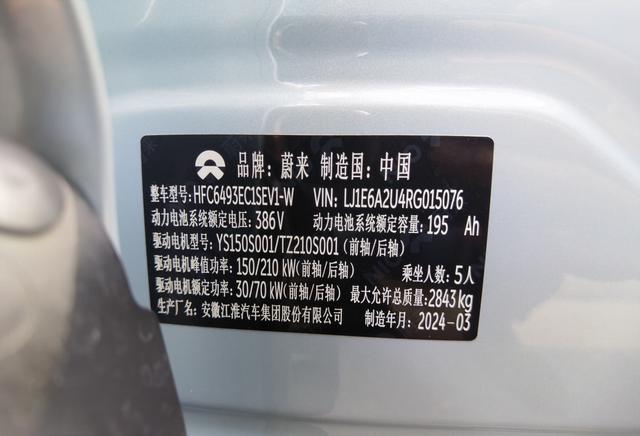 品牌：蔚来 制造国：中国
整车型号：HFC6493EC1SEV1-W VIN: LJ1E6A2U4RG015076
动力电池系统额定电压：386V 动力电池系统额定容量：195 Ah
驱动电机型号：YS150S001/TZ210S001（前轴/后轴）
驱动电机峰值功率：150/210 kW(前轴/后轴) 乘坐人数：5人
驱动电机额定功率：30/70 kW(前轴/后轴) 最大允许总质量：2843kg
生产厂名：安徽江淮汽车集团股份有限公司 制造年月：2024-03